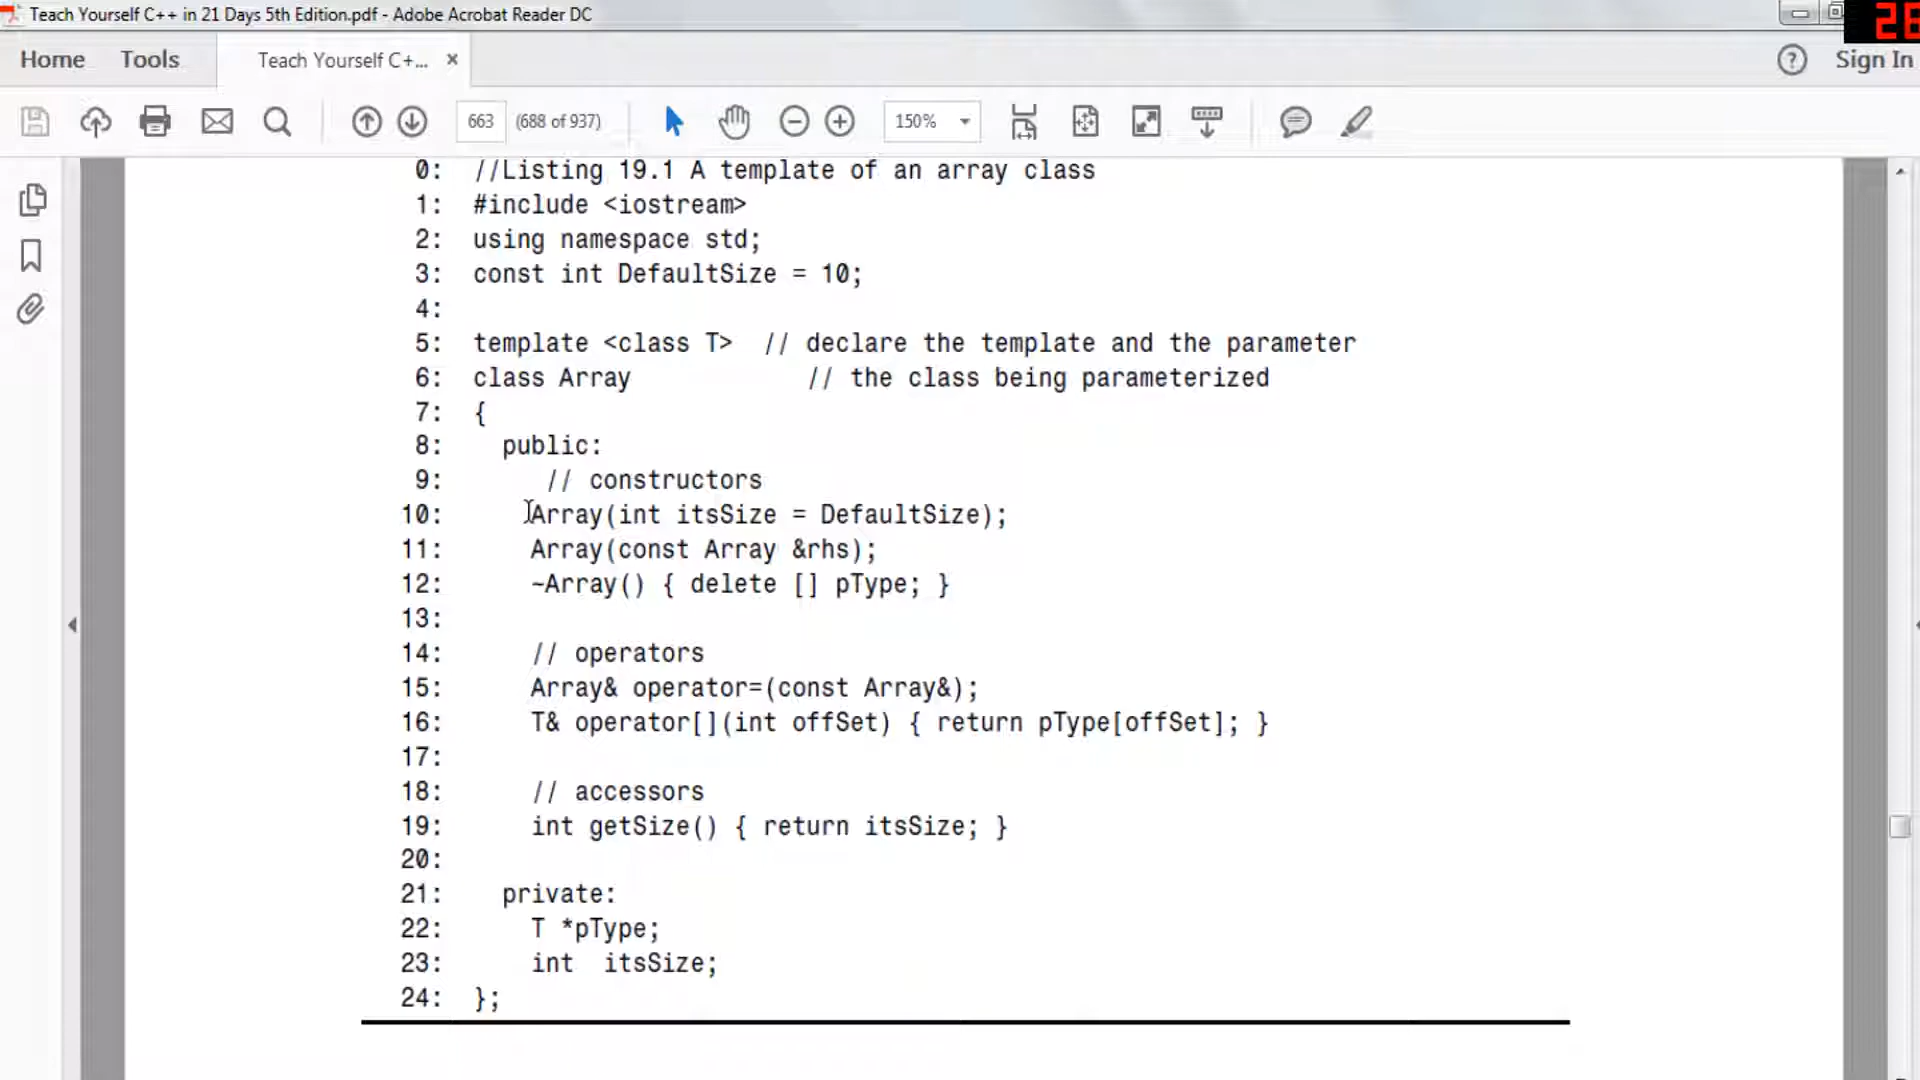 Teach Yourself C++ in 21 Days 5th Edition.pdf - Adobe Acrobat Reader DC
26
Home Tools Teach Yourself C+... × ? Sign In
663 (688 of 937) 150%
0: //Listing 19.1 A template of an array class
1: #include <iostream>
2: using namespace std;
3: const int DefaultSize = 10;
4:
5: template <class T> // declare the template and the parameter
6: class Array // the class being parameterized
7: {
8: public:
9: // constructors
10: Array(int itsSize = DefaultSize);
11: Array(const Array &rhs);
12: ~Array() { delete [] pType; }
13:
14: // operators
15: Array& operator=(const Array&);
16: T& operator[](int offSet) { return pType[offSet]; }
17:
18: // accessors
19: int getSize() { return itsSize; }
20:
21: private:
22: T *pType;
23: int itsSize;
24: };